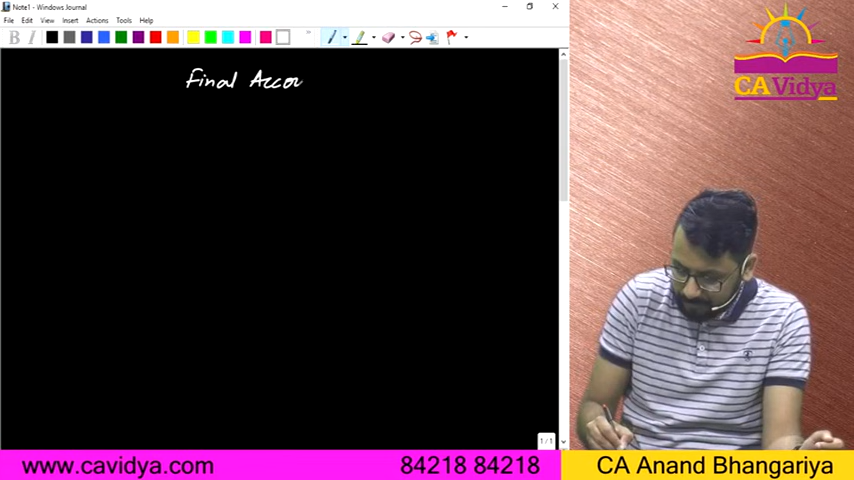 Note1 - Windows Journal
File Edit View Insert Actions Tools Help
B I
Final Accou
1 / 1
CA Vidya
www.cavidya.com 84218 84218 CA Anand Bhangariya